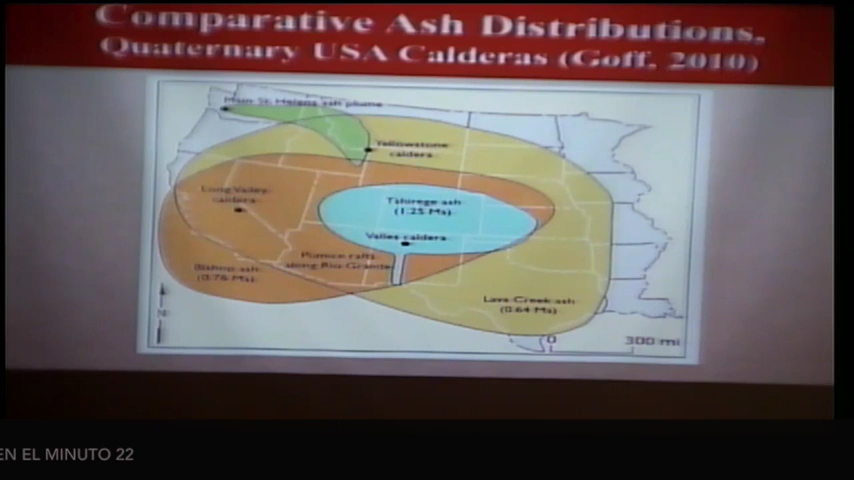 Comparative Ash Distributions,
Quaternary USA Calderas (Goff, 2010)
Main St. Helens ash plume
Yellowstone
caldera
Long Valley
caldera
Tshirege ash
(1.25 Ma)
Valles caldera
Pumice rafts
along Rio Grande
Bishop ash
(0.76 Ma)
Lava Creek ash
(0.64 Ma)
N
0
300 mi
EN EL MINUTO 22